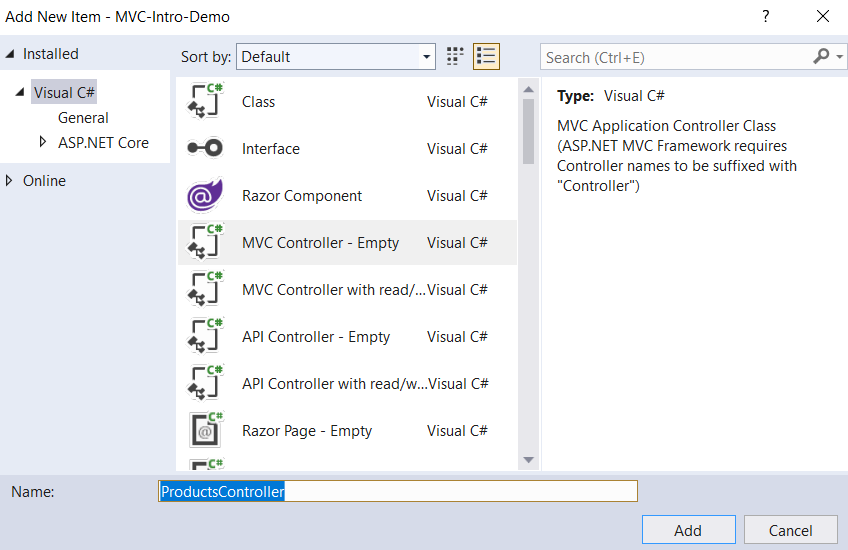 Add New Item - MVC-Intro-Demo
? 
Installed
Sort by: Default
Search (Ctrl+E)
Visual C#
General
ASP.NET Core
Online
C# Class Visual C#
Interface Visual C#
@ Razor Component Visual C#
C# MVC Controller - Empty Visual C#
C# MVC Controller with read/... Visual C#
C# API Controller - Empty Visual C#
C# API Controller with read/w... Visual C#
C# @ Razor Page - Empty Visual C#
C#
Type: Visual C#
MVC Application Controller Class
(ASP.NET MVC Framework requires
Controller names to be suffixed with
"Controller")
Name: ProductsController
Add Cancel